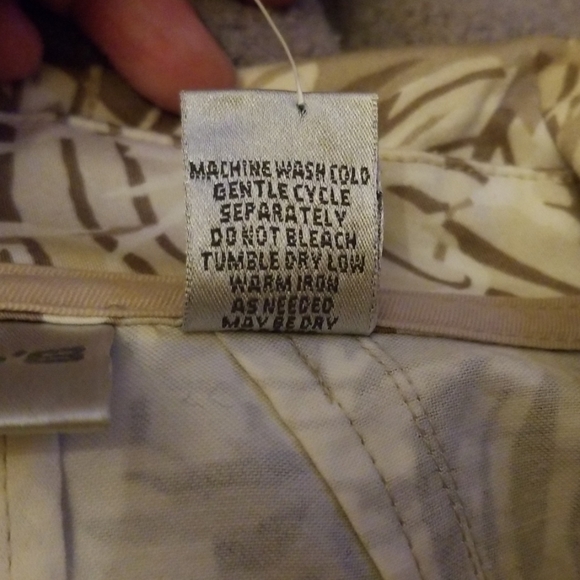 MACHINE WASH COLD
GENTLE CYCLE
SEPARATELY
DO NOT BLEACH
TUMBLE DRY LOW
WARM IRON
AS NEEDED
MAY BE DRY